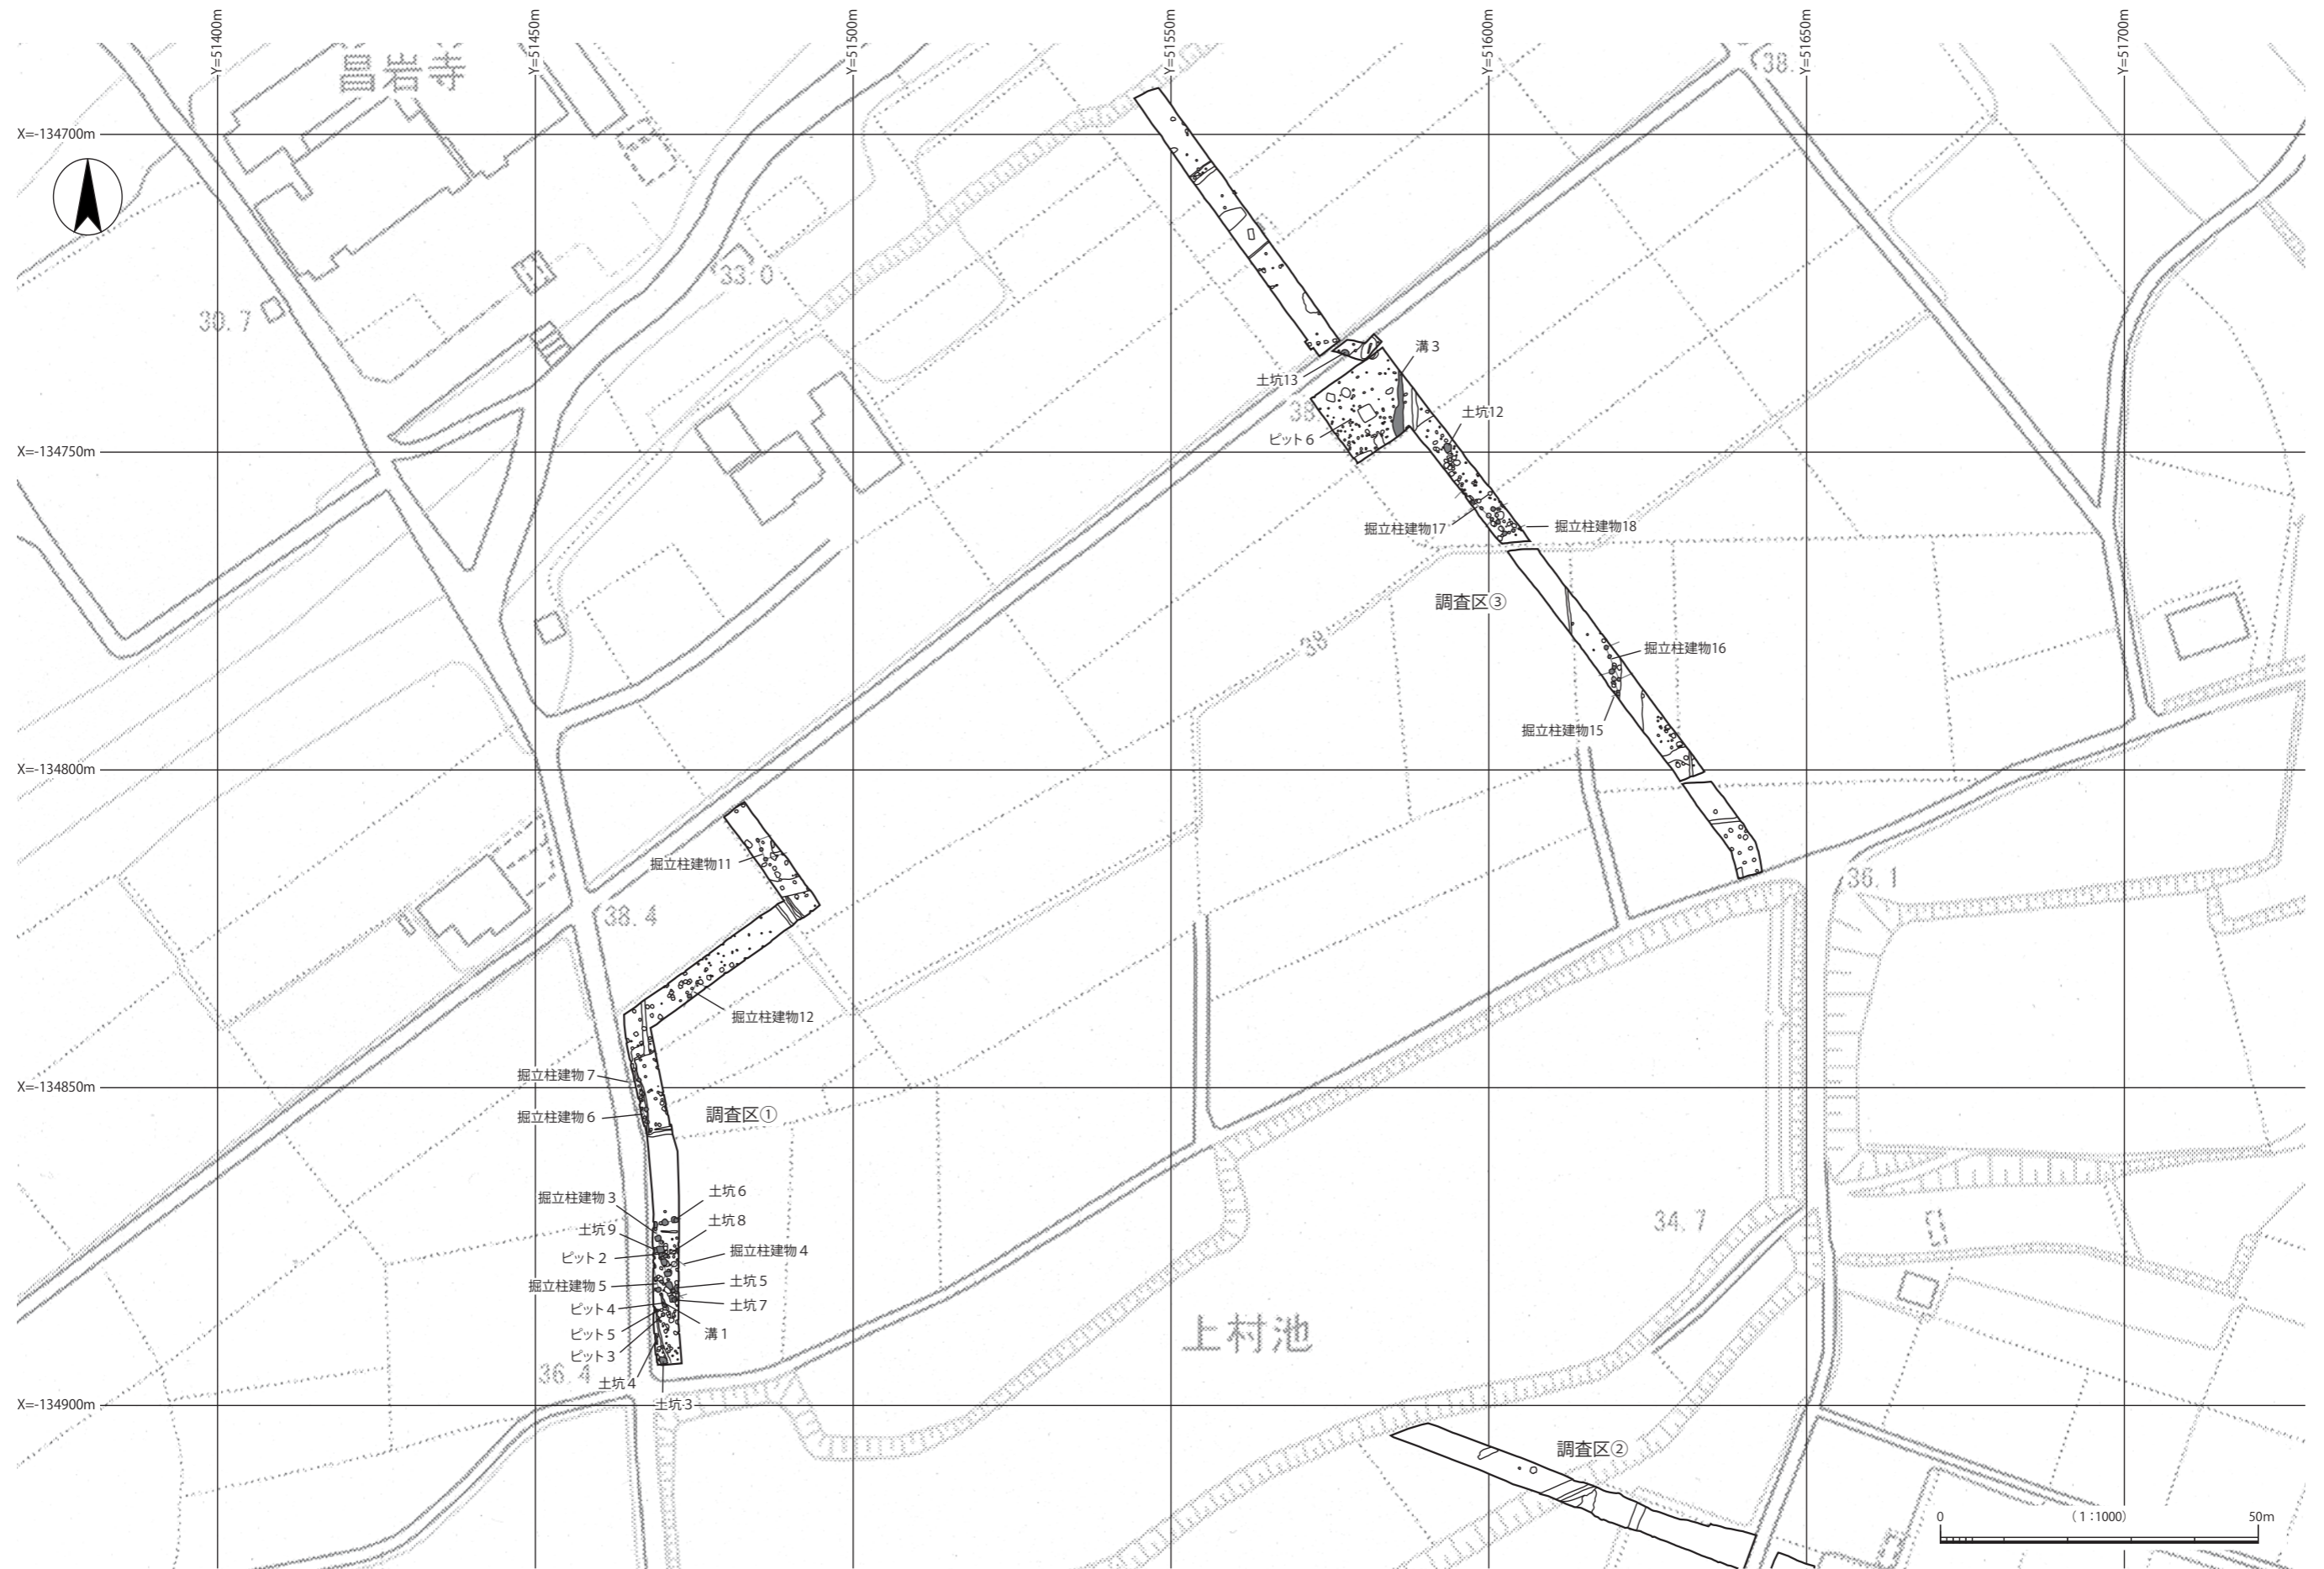 Y=51400m
Y=51450m
Y=51500m
Y=51550m
Y=51600m
Y=51650m
Y=51700m
昌岩寺
38.
X=-134700m
33.0
30.7
溝3
土坑13
38
土坑12
ピット6
X=-134750m
掘立柱建物17
掘立柱建物18
調査区③
38
掘立柱建物16
掘立柱建物15
X=-134800m
掘立柱建物11
36.1
38.4
掘立柱建物12
掘立柱建物7
X=-134850m
掘立柱建物6
調査区①
土坑6
掘立柱建物3
土坑8
土坑9
34.7
掘立柱建物4
ピット2
土坑5
掘立柱建物5
土坑7
ピット4
溝1
ピット5
上村池
ピット3
36.4
土坑4
土坑3
X=-134900m
調査区②
0
(1:1000)
50m